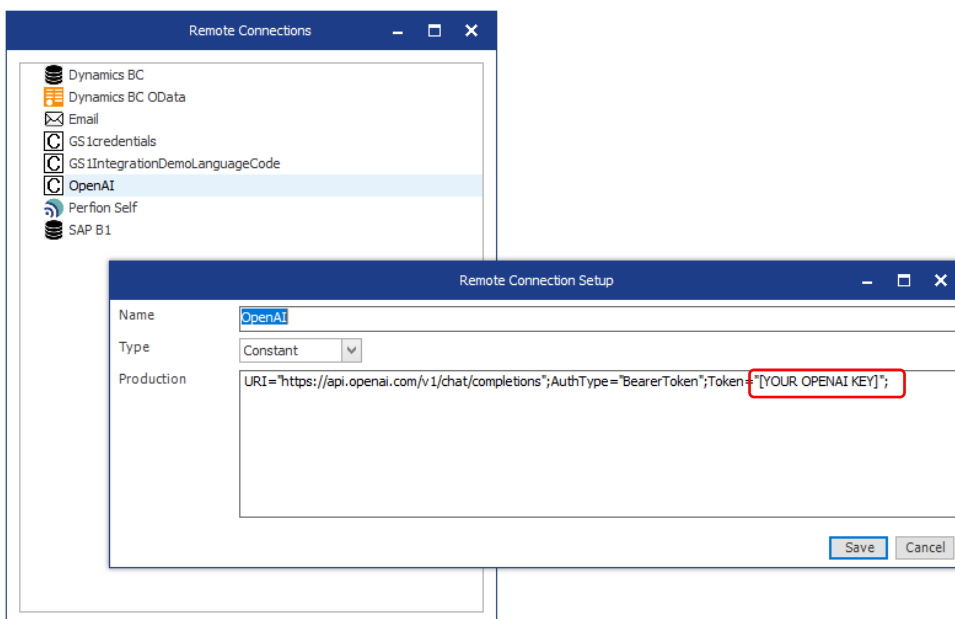 Remote Connections
Dynamics BC
Dynamics BC OData
Email
GS1credentials
GS1IntegrationDemoLanguageCode
OpenAI
Perfion Self
SAP B1
Remote Connection Setup
Name
OpenAI
Type
Constant
Production
URI="https://api.openai.com/v1/chat/completions";AuthType="BearerToken";Token="[YOUR OPENAI KEY]";
Save
Cancel